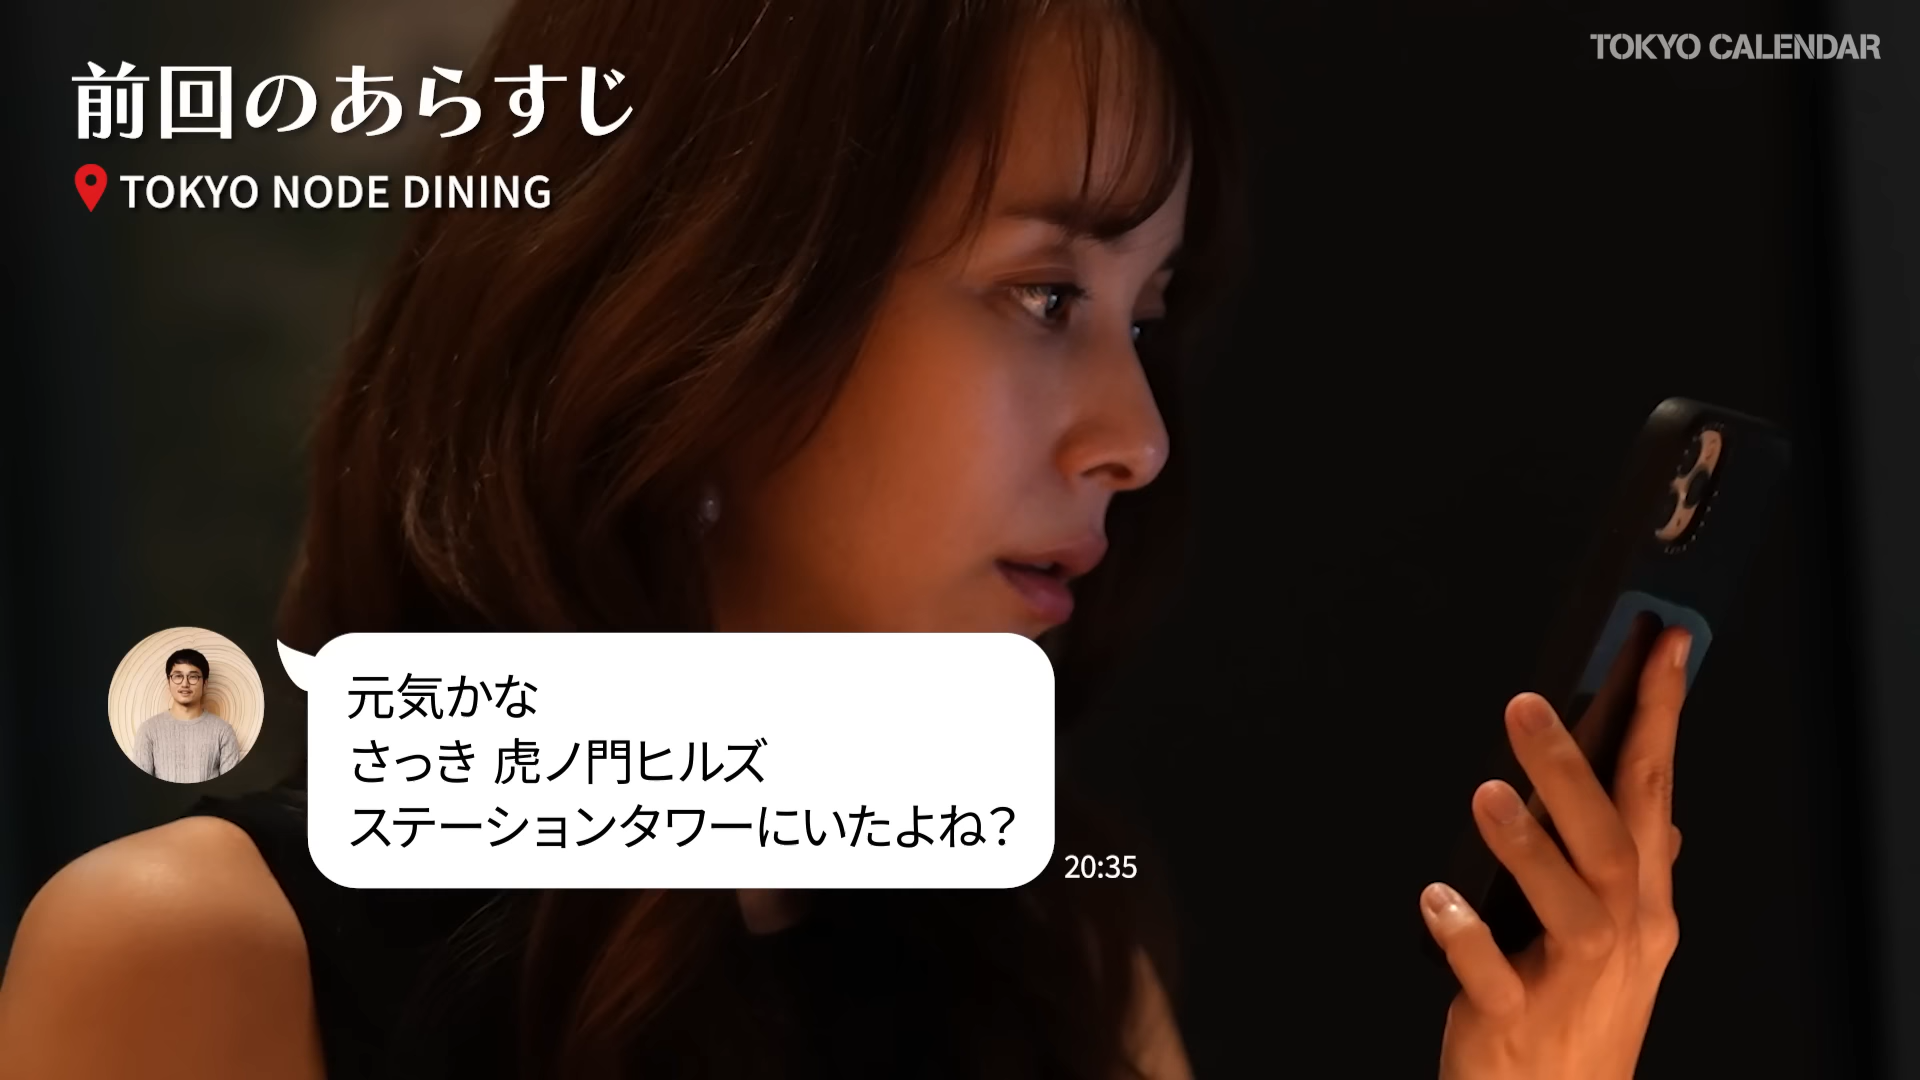 TOKYO CALENDAR
前回のあらすじ
TOKYO NODE DINING
元気かな
さっき 虎ノ門ヒルズ
ステーションタワーにいたよね？
20:35